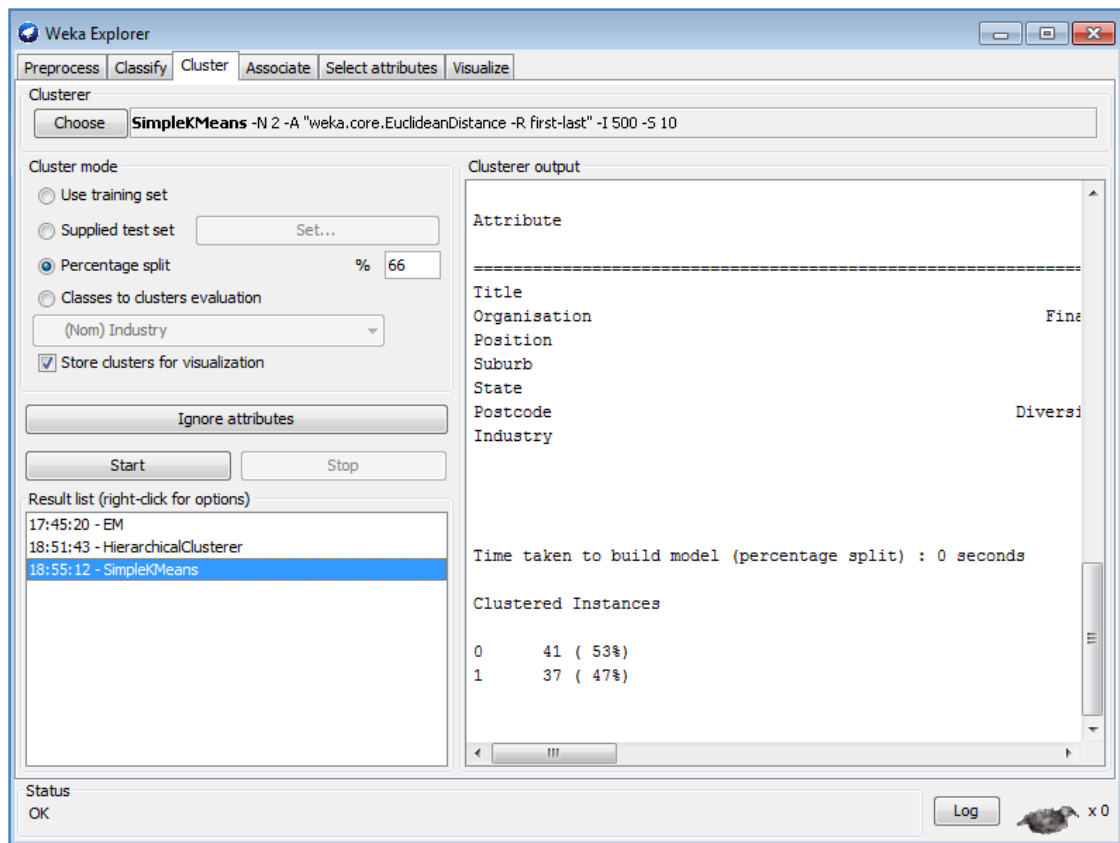 Weka Explorer
Preprocess Classify Cluster Associate Select attributes Visualize
Clusterer
Choose SimpleKMeans -N 2 -A "weka.core.EuclideanDistance -R first-last" -I 500 -S 10
Cluster mode
Use training set
Supplied test set Set...
Percentage split % 66
Classes to clusters evaluation
(Nom) Industry
Store clusters for visualization
Ignore attributes
Start Stop
Result list (right-click for options)
17:45:20 - EM
18:51:43 - HierarchicalClusterer
18:55:12 - SimpleKMeans
Clusterer output
Attribute
================================================================
Title
Organisation Fina
Position
Suburb
State
Postcode Diversi
Industry
Time taken to build model (percentage split) : 0 seconds
Clustered Instances
0 41 ( 53%)
1 37 ( 47%)
Status
OK
Log x 0